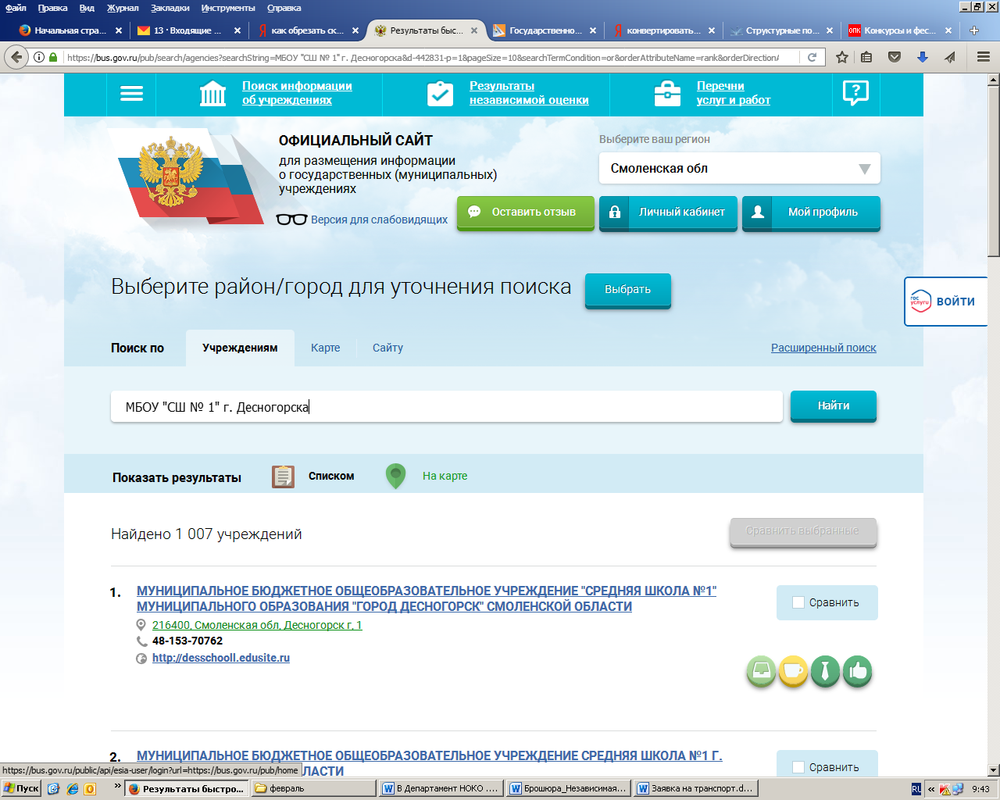 Файл Правка Вид Журнал Закладки Инструменты Справка
Начальная стра...
13 · Входящие ...
как обрезать ск...
Результаты быс...
Государственно...
конвертировать...
Структурные по...
ОПК Конкурсы и фес...
https://bus.gov.ru/pub/search/agencies?searchString=МБОУ "СШ № 1" г. Десногорска&d-442831-p=1&pageSize=10&searchTermCondition=or&orderAttributeName=rank&orderDirectionA
Поиск информации
об учреждениях
Результаты
независимой оценки
Перечни
услуг и работ
ОФИЦИАЛЬНЫЙ САЙТ
для размещения информации
о государственных (муниципальных)
учреждениях
Версия для слабовидящих
Выберите ваш регион
Смоленская обл
Оставить отзыв
Личный кабинет
Мой профиль
Выберите район/город для уточнения поиска
Выбрать
гос
услуги
ВОЙТИ
Поиск по
Учреждениям
Карте
Сайту
Расширенный поиск
МБОУ "СШ № 1" г. Десногорска
Найти
Показать результаты
Списком
На карте
Найдено 1 007 учреждений
Сравнить выбранные
1. МУНИЦИПАЛЬНОЕ БЮДЖЕТНОЕ ОБЩЕОБРАЗОВАТЕЛЬНОЕ УЧРЕЖДЕНИЕ "СРЕДНЯЯ ШКОЛА №1"
МУНИЦИПАЛЬНОГО ОБРАЗОВАНИЯ "ГОРОД ДЕСНОГОРСК" СМОЛЕНСКОЙ ОБЛАСТИ
216400, Смоленская обл, Десногорск г, 1
48-153-70762
http://desschooll.edusite.ru
Сравнить
2. МУНИЦИПАЛЬНОЕ БЮДЖЕТНОЕ ОБЩЕОБРАЗОВАТЕЛЬНОЕ УЧРЕЖДЕНИЕ СРЕДНЯЯ ШКОЛА №1 Г.
ЛАСТИ
Сравнить
https://bus.gov.ru/public/api/esia-user/login?url=https://bus.gov.ru/pub/home
Пуск
»
Результаты быстро...
февраль
В Департамент НОКО ...
Брошюра_Независимая...
Заявка на транспорт.d...
RL
«
9:43